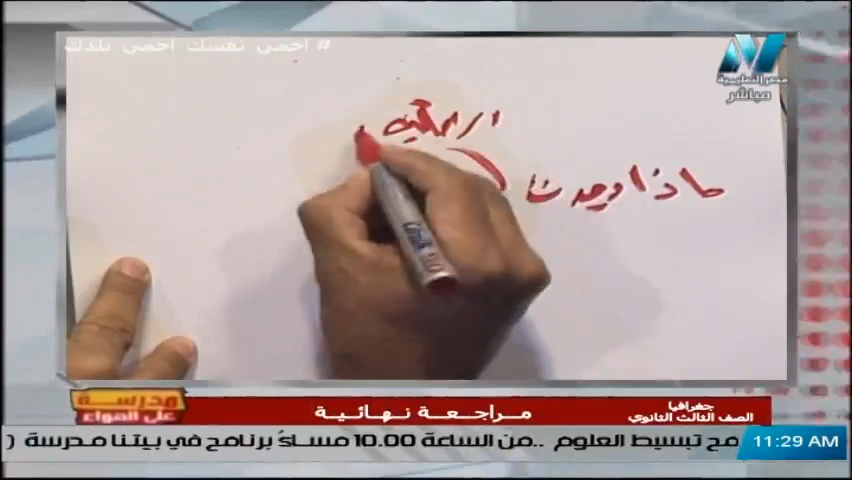 # احمي نفسك احمي بلدك
مصر التعليمية
مباشر
ماذا وجدنا
مدرسة
على الهواء
مراجعة نهائية
جغرافيا
الصف الثالث الثانوي
مج تبسيط العلوم ..من الساعة 10.00 مساءً برنامج في بيتنا مدرسة (
11:29 AM